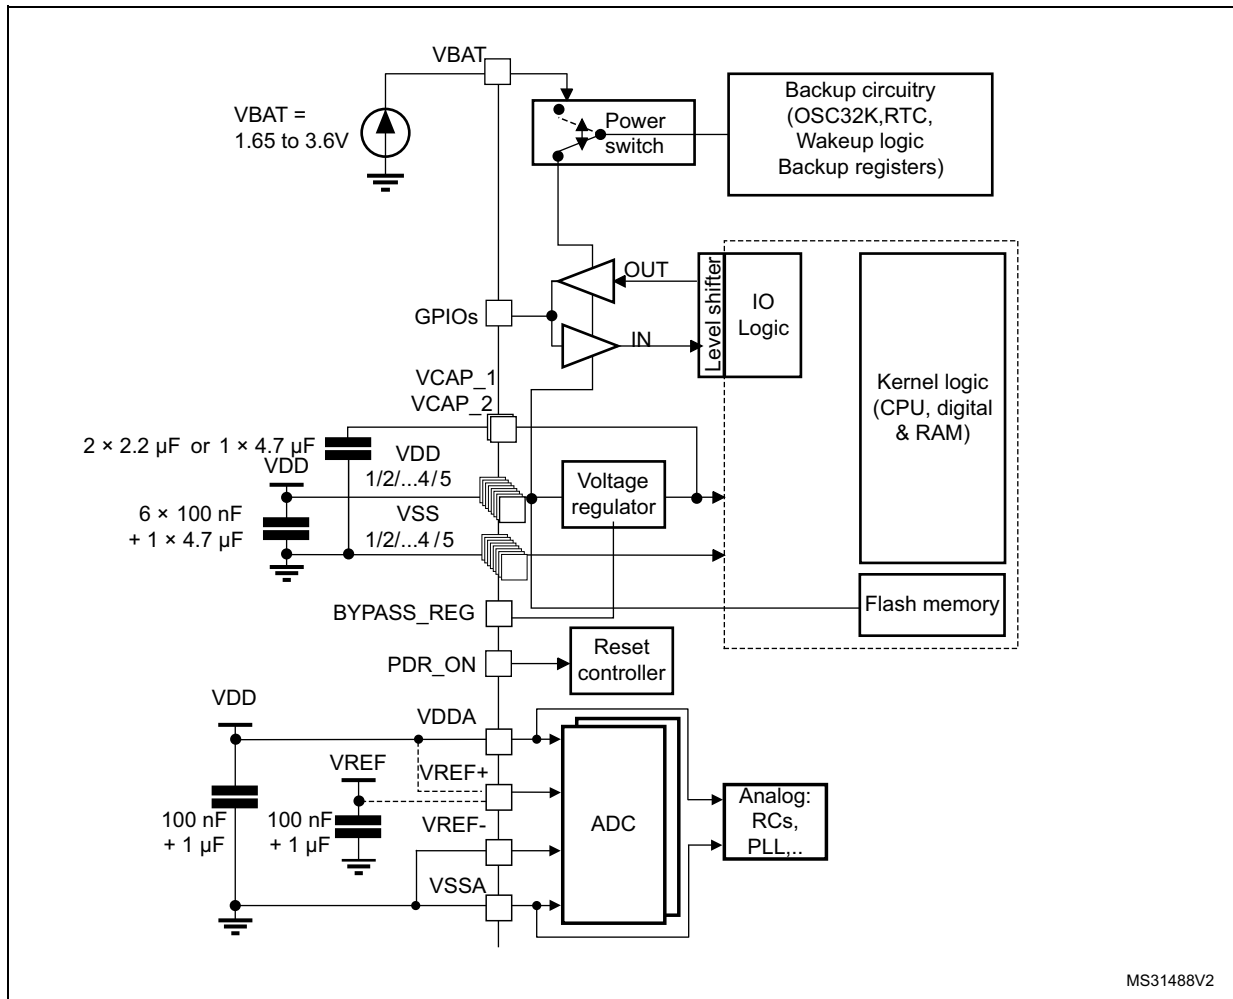 VBAT
VBAT =
1.65 to 3.6V
Power
switch
Backup circuitry
(OSC32K,RTC,
Wakeup logic
Backup registers)
OUT
GPIOs
IN
Level shifter
IO
Logic
Kernel logic
(CPU, digital
& RAM)
VCAP_1
VCAP_2
2 × 2.2 µF or 1 × 4.7 µF
VDD
VDD
1/2/...4/5
Voltage
regulator
6 × 100 nF
+ 1 × 4.7 µF
VSS
1/2/...4/5
Flash memory
BYPASS_REG
PDR_ON
Reset
controller
VDD
VDDA
VREF
VREF+
100 nF
+ 1 µF
100 nF
+ 1 µF
VREF-
ADC
Analog:
RCs,
PLL,..
VSSA
MS31488V2